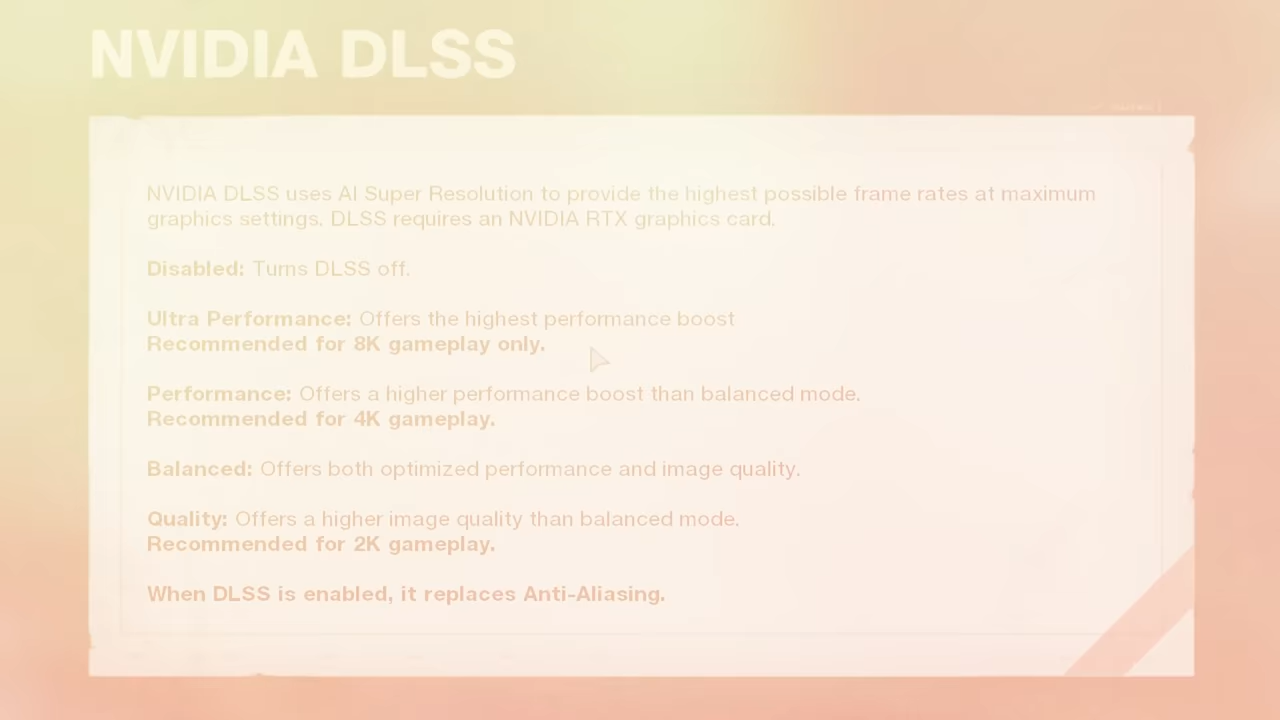 NVIDIA DLSS
NVIDIA DLSS uses AI Super Resolution to provide the highest possible frame rates at maximum
graphics settings. DLSS requires an NVIDIA RTX graphics card.
Disabled: Turns DLSS off.
Ultra Performance: Offers the highest performance boost
Recommended for 8K gameplay only.
Performance: Offers a higher performance boost than balanced mode.
Recommended for 4K gameplay.
Balanced: Offers both optimized performance and image quality.
Quality: Offers a higher image quality than balanced mode.
Recommended for 2K gameplay.
When DLSS is enabled, it replaces Anti-Aliasing.